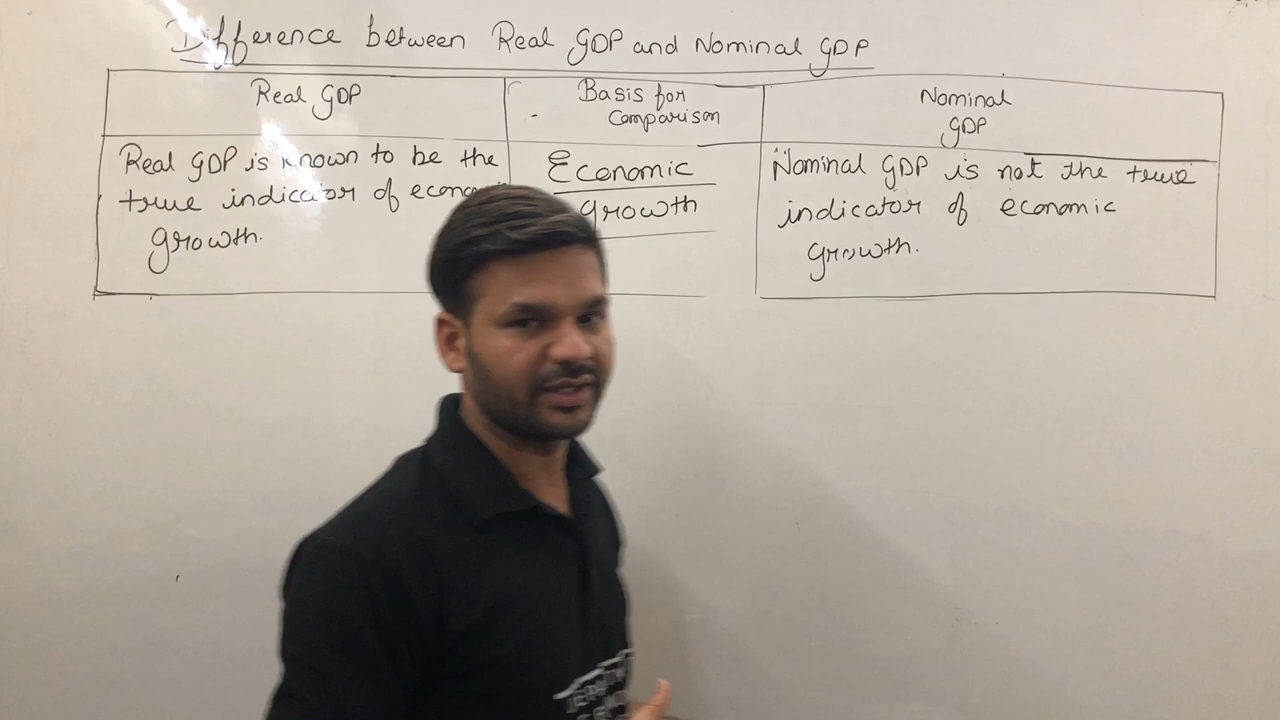 Difference between Real GDP and Nominal GDP
Real GDP
Basis for
Comparison
Nominal
GDP
Real GDP is known to be the
true indicator of
growth.
Economic
growth
Nominal GDP is not the true
indicator of economic
growth.